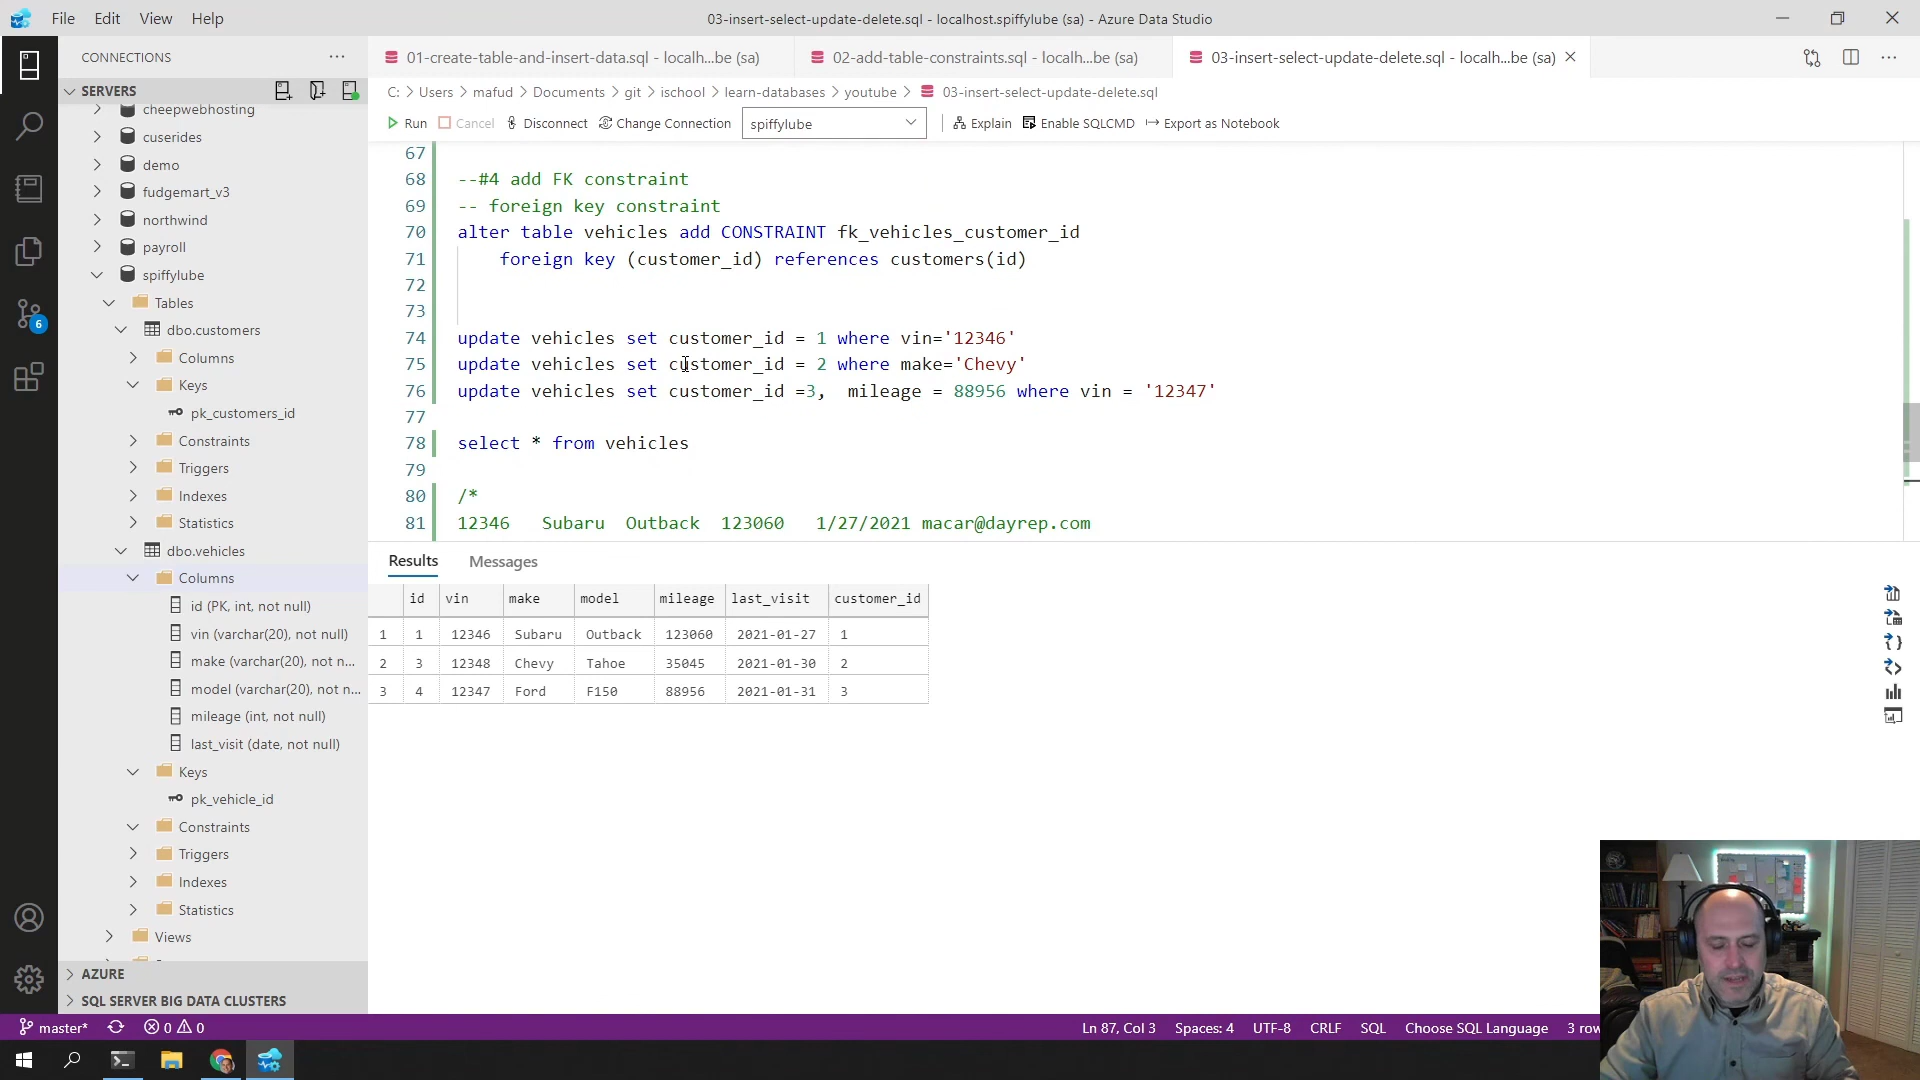 File Edit View Help
03-insert-select-update-delete.sql - localhost.spiffylube (sa) - Azure Data Studio
CONNECTIONS
01-create-table-and-insert-data.sql - localh...be (sa)
02-add-table-constraints.sql - localh...be (sa)
03-insert-select-update-delete.sql - localh...be (sa)
SERVERS
C: > Users > mafud > Documents > git > ischool > learn-databases > youtube > 03-insert-select-update-delete.sql
Run Cancel Disconnect Change Connection spiffylube Explain Enable SQLCMD Export as Notebook
cheepwebhosting
cuserides
demo
fudgemart_v3
northwind
payroll
spiffylube
Tables
dbo.customers
Columns
Keys
pk_customers_id
Constraints
Triggers
Indexes
Statistics
dbo.vehicles
Columns
id (PK, int, not null)
vin (varchar(20), not null)
make (varchar(20), not n...
model (varchar(20), not n...
mileage (int, not null)
last_visit (date, not null)
Keys
pk_vehicle_id
Constraints
Triggers
Indexes
Statistics
Views
AZURE
SQL SERVER BIG DATA CLUSTERS
6
67
68 --#4 add FK constraint
69 -- foreign key constraint
70 alter table vehicles add CONSTRAINT fk_vehicles_customer_id
71 foreign key (customer_id) references customers(id)
72
73
74 update vehicles set customer_id = 1 where vin='12346'
75 update vehicles set customer_id = 2 where make='Chevy'
76 update vehicles set customer_id =3, mileage = 88956 where vin = '12347'
77
78 select * from vehicles
79
80 /*
81 12346 Subaru Outback 123060 1/27/2021 macar@dayrep.com
Results Messages
id vin make model mileage last_visit customer_id
1 1 12346 Subaru Outback 123060 2021-01-27 1
2 3 12348 Chevy Tahoe 35045 2021-01-30 2
3 4 12347 Ford F150 88956 2021-01-31 3
master* 0 0 Ln 87, Col 3 Spaces: 4 UTF-8 CRLF SQL Choose SQL Language 3 row